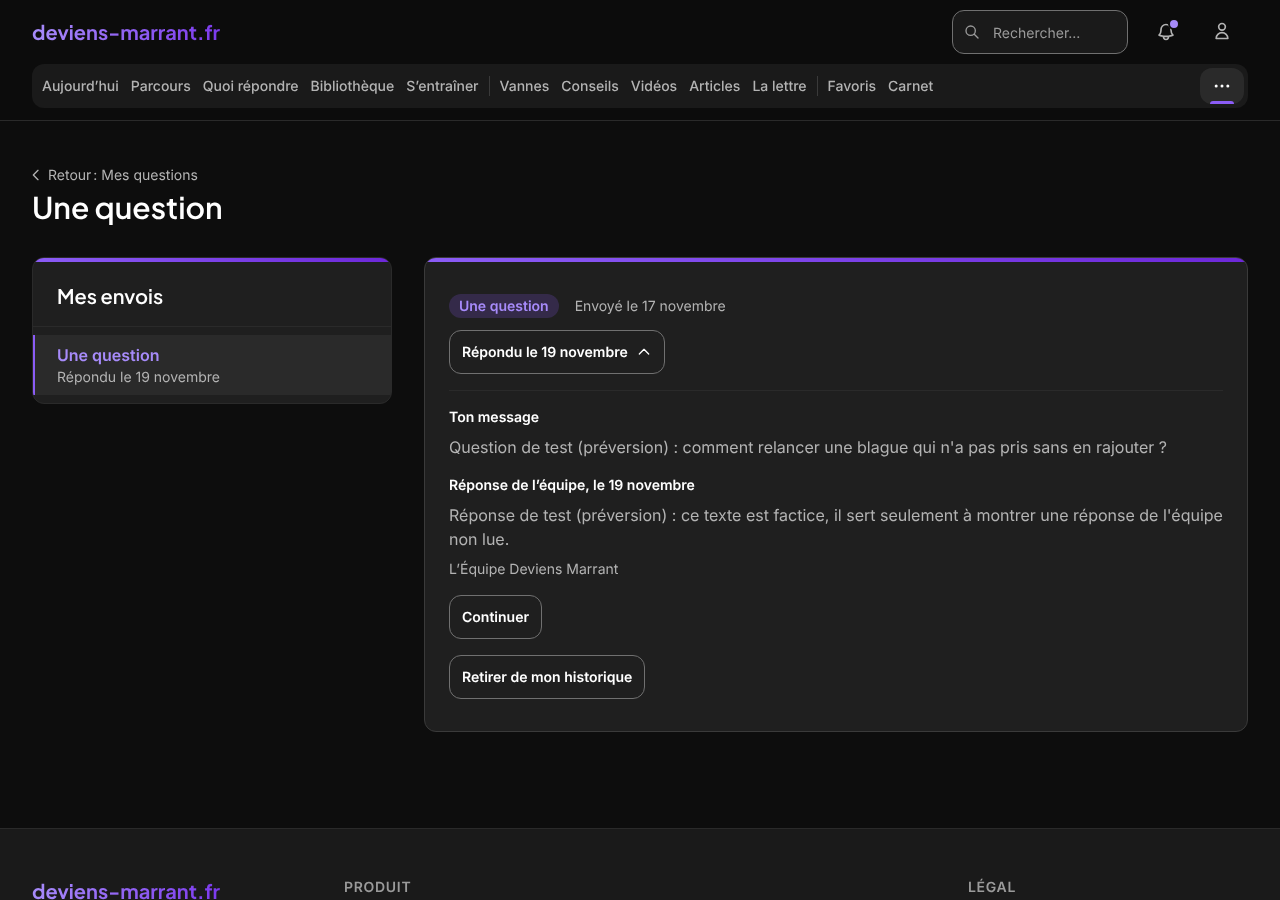 deviens-marrant.fr
Rechercher...
Aujourd’hui Parcours Quoi répondre Bibliothèque S’entraîner Vannes Conseils Vidéos Articles La lettre Favoris Carnet
Retour : Mes questions
Une question
Mes envois
Une question
Répondu le 19 novembre
Une question Envoyé le 17 novembre
Répondu le 19 novembre
Ton message
Question de test (préversion) : comment relancer une blague qui n'a pas pris sans en rajouter ?
Réponse de l’équipe, le 19 novembre
Réponse de test (préversion) : ce texte est factice, il sert seulement à montrer une réponse de l'équipe
non lue.
L’Équipe Deviens Marrant
Continuer
Retirer de mon historique
deviens-marrant.fr
PRODUIT
LÉGAL